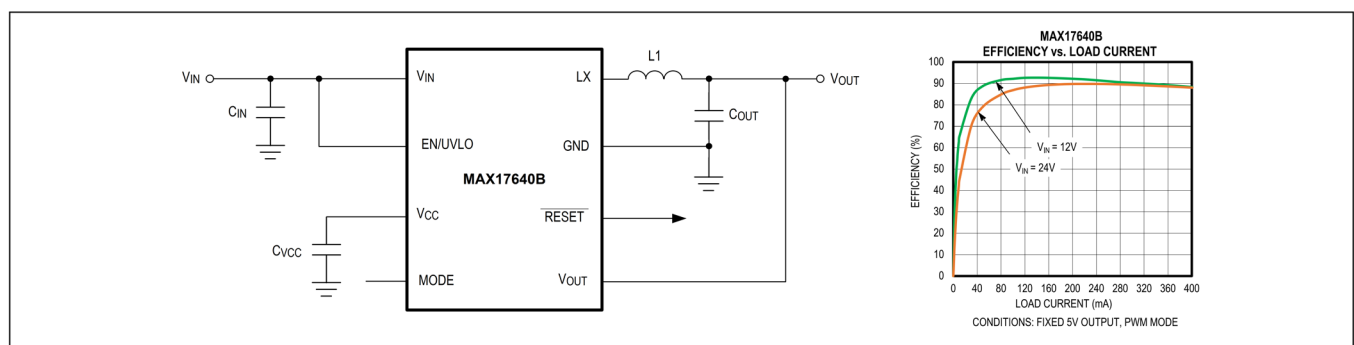 VIN
CIN
VIN
LX
L1
VOUT
COUT
EN/UVLO
GND
MAX17640B
VCC
RESET
CVCC
MODE
VOUT
MAX17640B
EFFICIENCY vs. LOAD CURRENT
EFFICIENCY (%)
100
90
80
70
60
50
40
30
20
10
0
VIN = 12V
VIN = 24V
0 40 80 120 160 200 240 280 320 360 400
LOAD CURRENT (mA)
CONDITIONS: FIXED 5V OUTPUT, PWM MODE